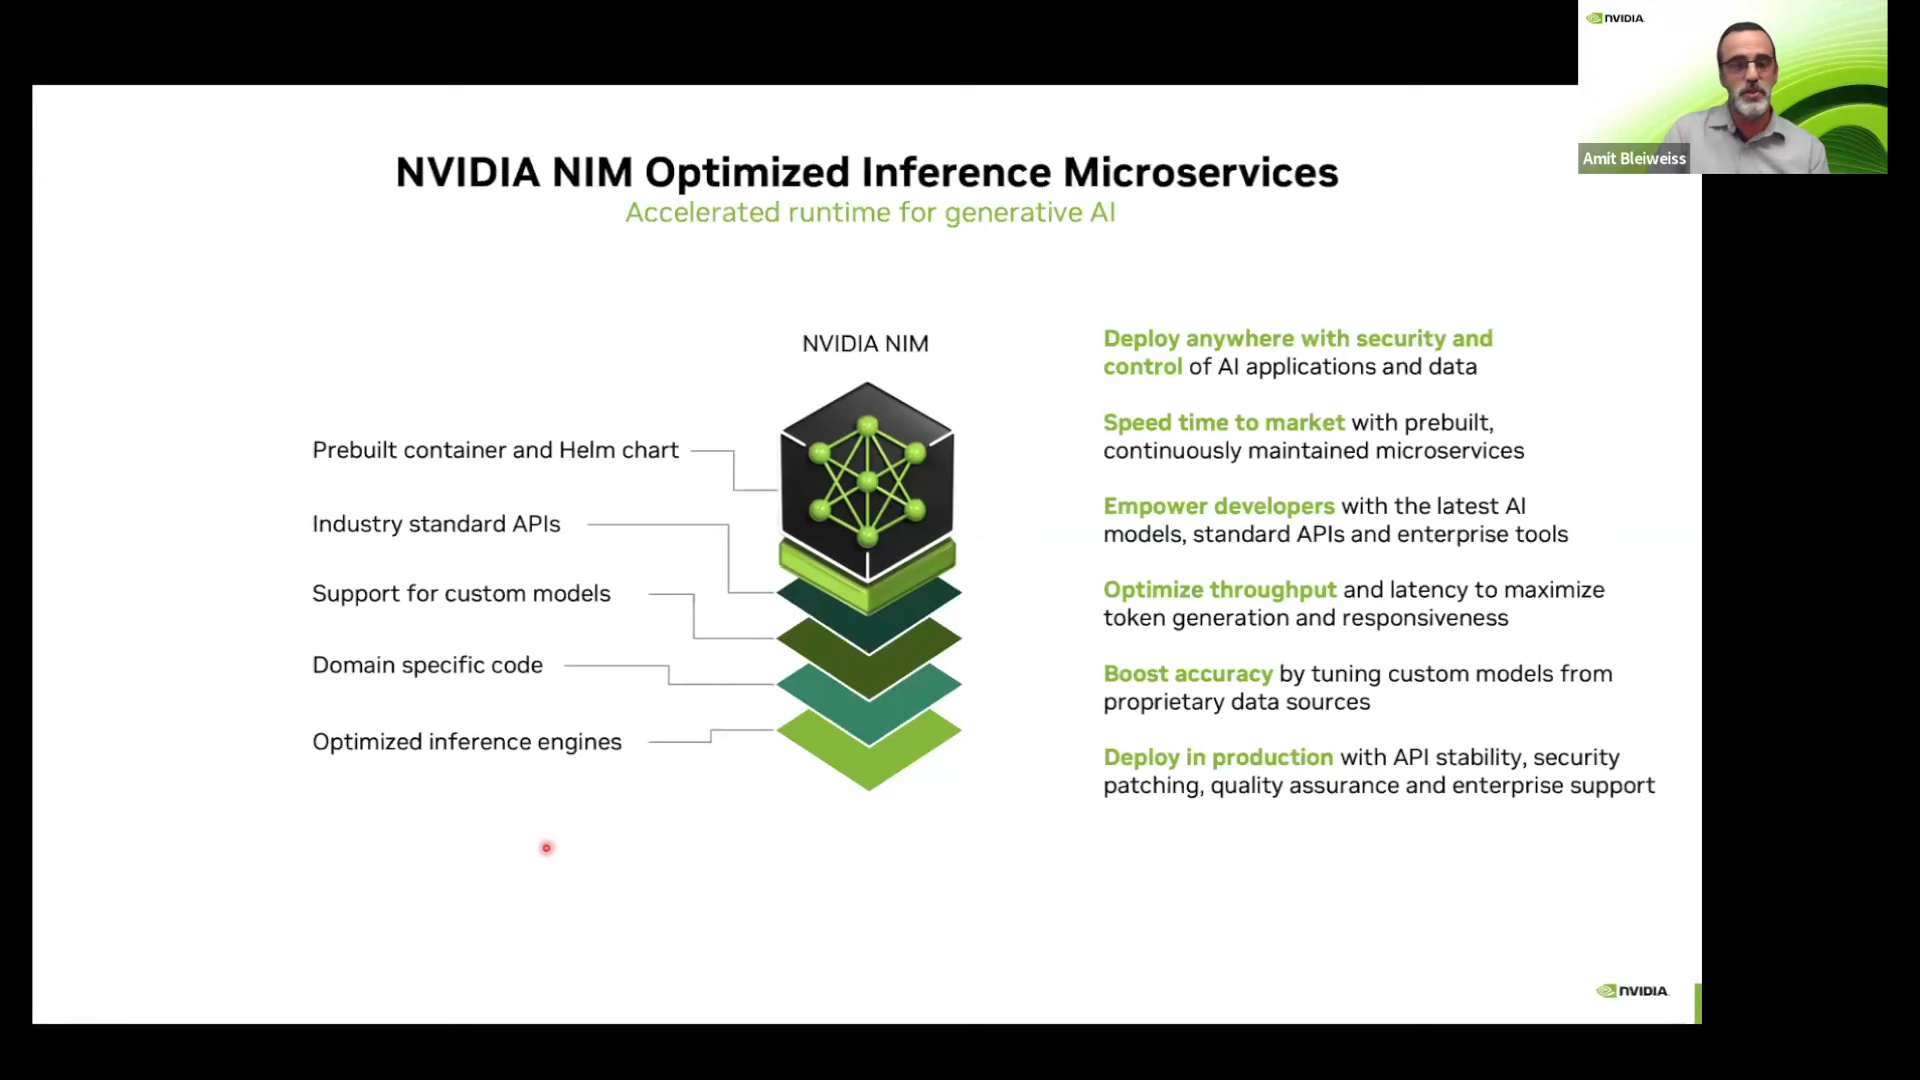 NVIDIA
Amit Bleiweiss
NVIDIA NIM Optimized Inference Microservices
Accelerated runtime for generative AI
NVIDIA NIM
Prebuilt container and Helm chart
Industry standard APIs
Support for custom models
Domain specific code
Optimized inference engines
Deploy anywhere with security and
control of AI applications and data
Speed time to market with prebuilt,
continuously maintained microservices
Empower developers with the latest AI
models, standard APIs and enterprise tools
Optimize throughput and latency to maximize
token generation and responsiveness
Boost accuracy by tuning custom models from
proprietary data sources
Deploy in production with API stability, security
patching, quality assurance and enterprise support
NVIDIA